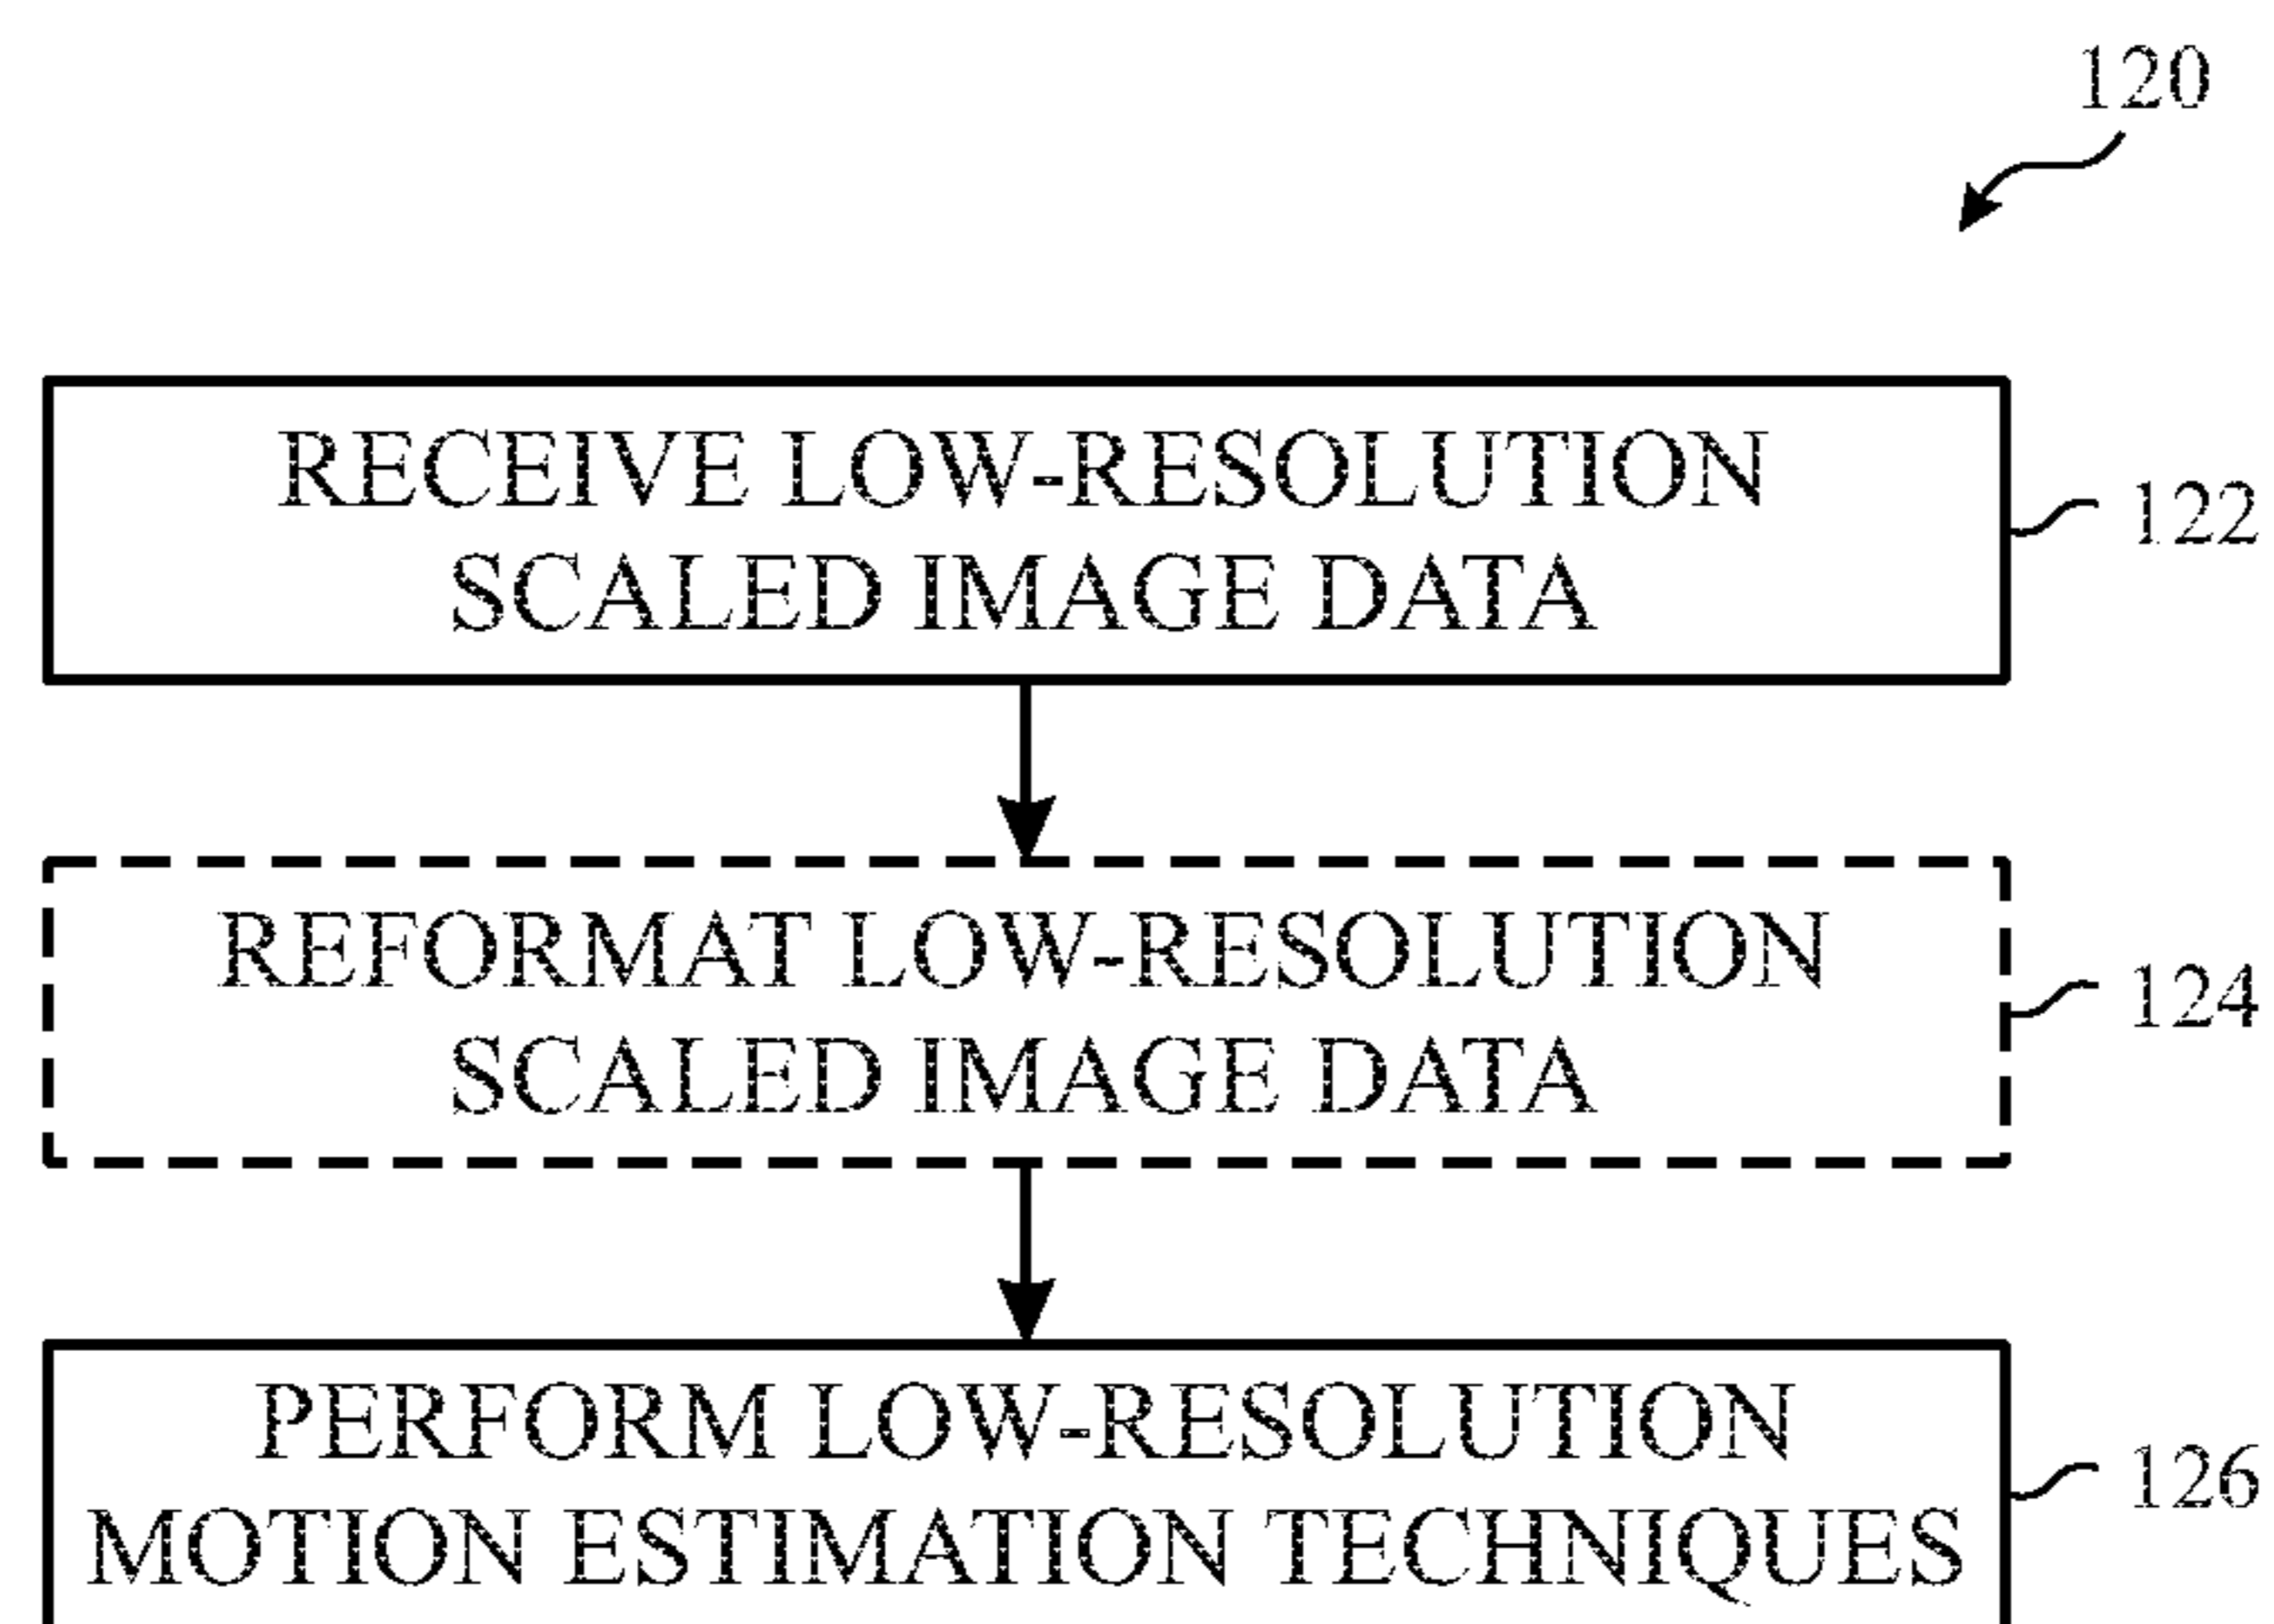 120
RECEIVE LOW-RESOLUTION
SCALED IMAGE DATA
122
REFORMAT LOW-RESOLUTION
SCALED IMAGE DATA
124
PERFORM LOW-RESOLUTION
MOTION ESTIMATION TECHNIQUES
126